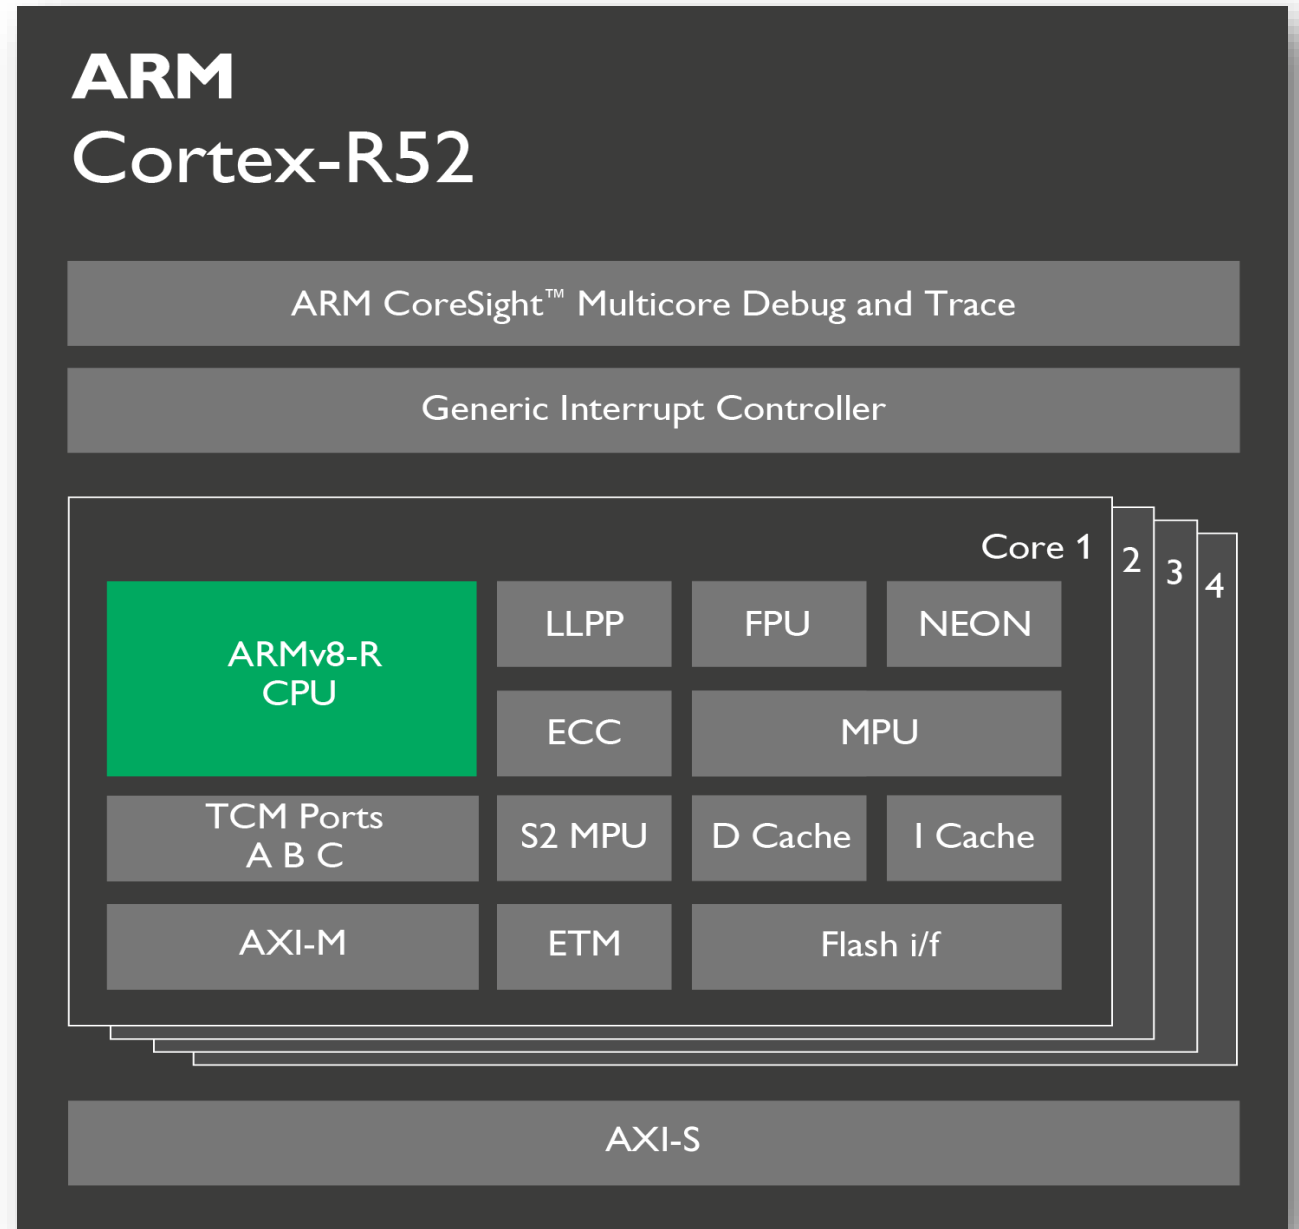 ARM
Cortex-R52
ARM CoreSight™ Multicore Debug and Trace
Generic Interrupt Controller
Core 1
2
3
4
ARMv8-R
CPU
LLPP
FPU
NEON
ECC
MPU
TCM Ports
A B C
S2 MPU
D Cache
I Cache
AXI-M
ETM
Flash i/f
AXI-S